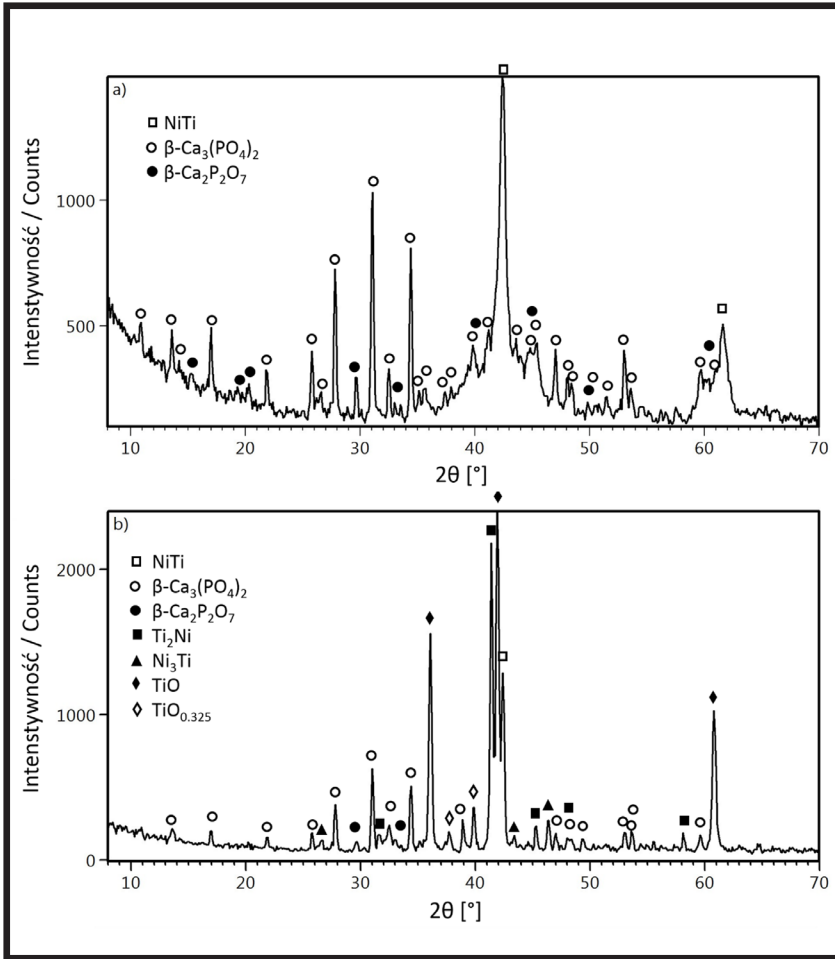 a)
NiTi
β-Ca₃(PO₄)₂
β-Ca₂P₂O₇
Intenstywność / Counts
1000
500
10 20 30 40 50 60 70
2θ [°]
b)
NiTi
β-Ca₃(PO₄)₂
β-Ca₂P₂O₇
Ti₂Ni
Ni₃Ti
TiO
TiO₀.₃₂₅
Intenstywność / Counts
2000
1000
0
10 20 30 40 50 60 70
2θ [°]